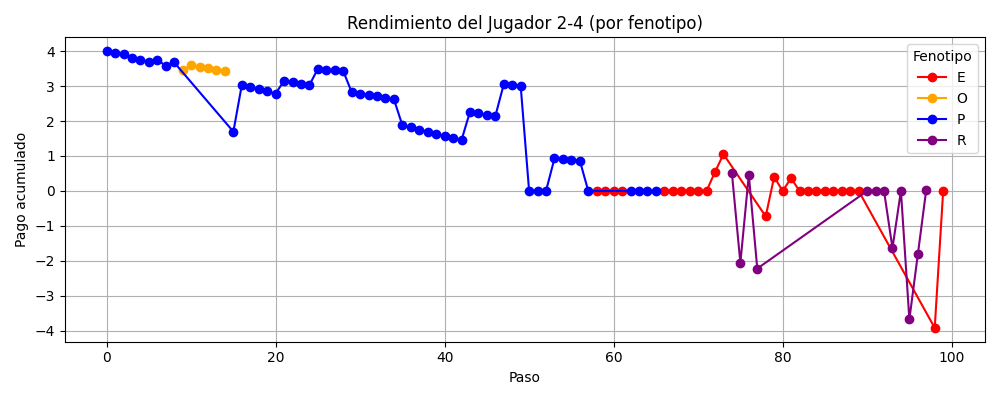 Rendimiento del Jugador 2-4 (por fenotipo)
Pago acumulado
4
3
2
1
0
−1
−2
−3
−4
Fenotipo
E
O
P
R
0 20 40 60 80 100
Paso